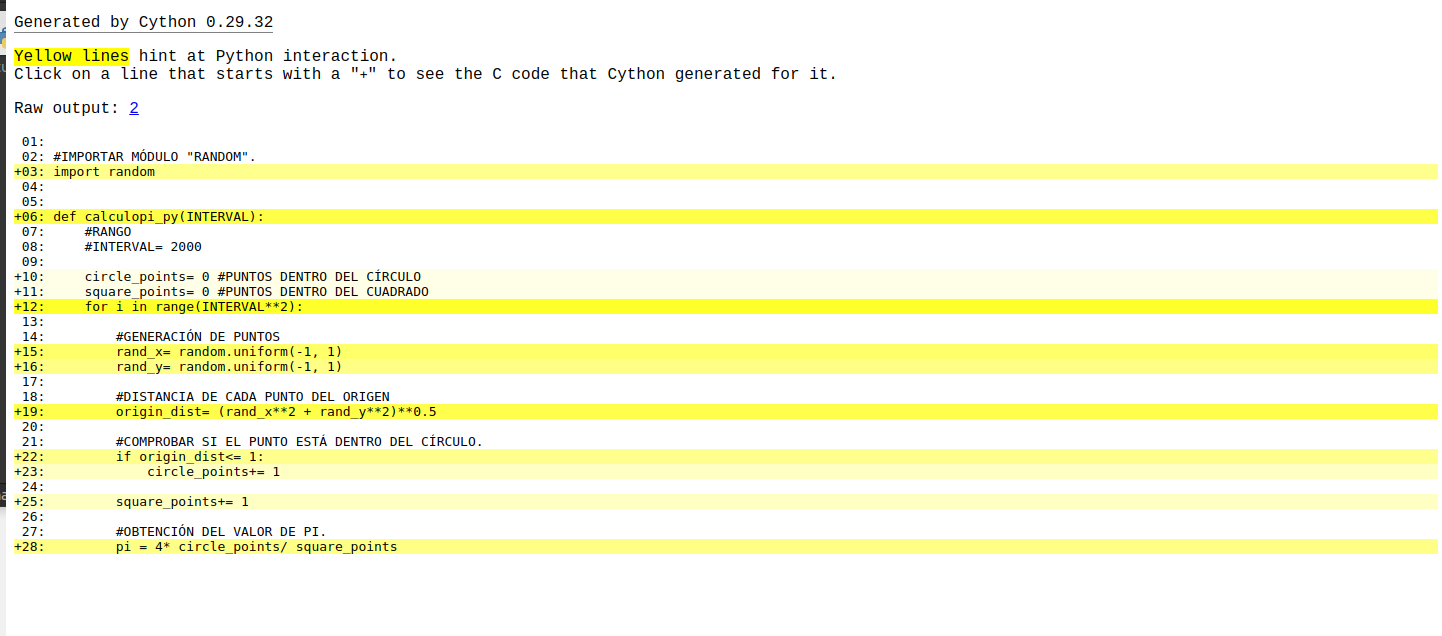 Generated by Cython 0.29.32
Yellow lines hint at Python interaction.
Click on a line that starts with a "+" to see the C code that Cython generated for it.
Raw output: 2
 01:
 02: #IMPORTAR MÓDULO "RANDOM".
+03: import random
 04:
 05:
+06: def calculopi_py(INTERVAL):
 07:     #RANGO
 08:     #INTERVAL= 2000
 09:
+10:     circle_points= 0 #PUNTOS DENTRO DEL CÍRCULO
+11:     square_points= 0 #PUNTOS DENTRO DEL CUADRADO
+12:     for i in range(INTERVAL**2):
 13:
 14:         #GENERACIÓN DE PUNTOS
+15:         rand_x= random.uniform(-1, 1)
+16:         rand_y= random.uniform(-1, 1)
 17:
 18:         #DISTANCIA DE CADA PUNTO DEL ORIGEN
+19:         origin_dist= (rand_x**2 + rand_y**2)**0.5
 20:
 21:         #COMPROBAR SI EL PUNTO ESTÁ DENTRO DEL CÍRCULO.
+22:         if origin_dist<= 1:
+23:             circle_points+= 1
 24:
+25:         square_points+= 1
 26:
 27:         #OBTENCIÓN DEL VALOR DE PI.
+28:         pi = 4* circle_points/ square_points